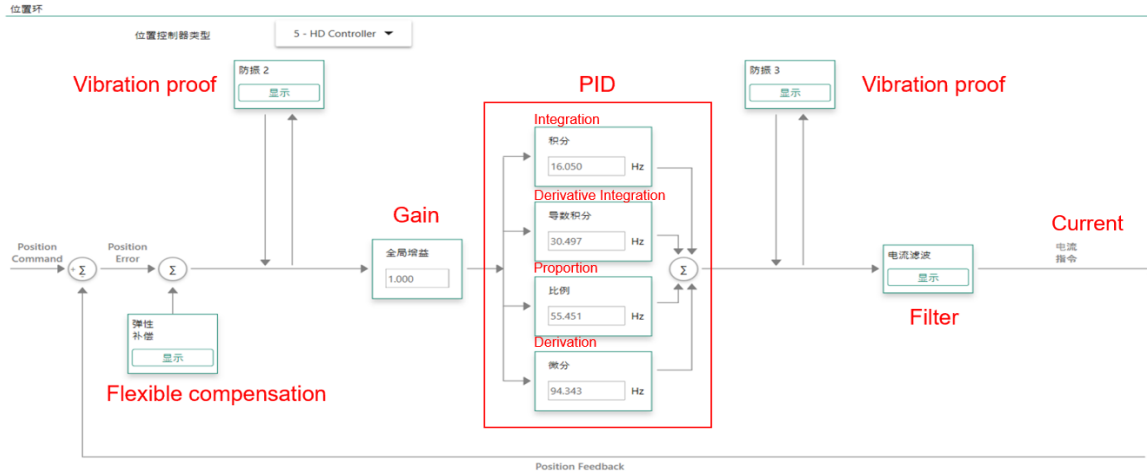 位置环
位置控制器类型
5 - HD Controller
防振 2
显示
Vibration proof
PID
防振 3
显示
Vibration proof
Integration
积分
16.050 Hz
Derivative Integration
导数积分
30.497 Hz
Proportion
比例
55.451 Hz
Derivation
微分
94.343 Hz
Gain
全局增益
1.000
Position
Command
+
Σ
Position
Error
Σ
弹性
补偿
显示
Flexible compensation
Σ
电流滤波
显示
Filter
Current
电流
指令
Position Feedback